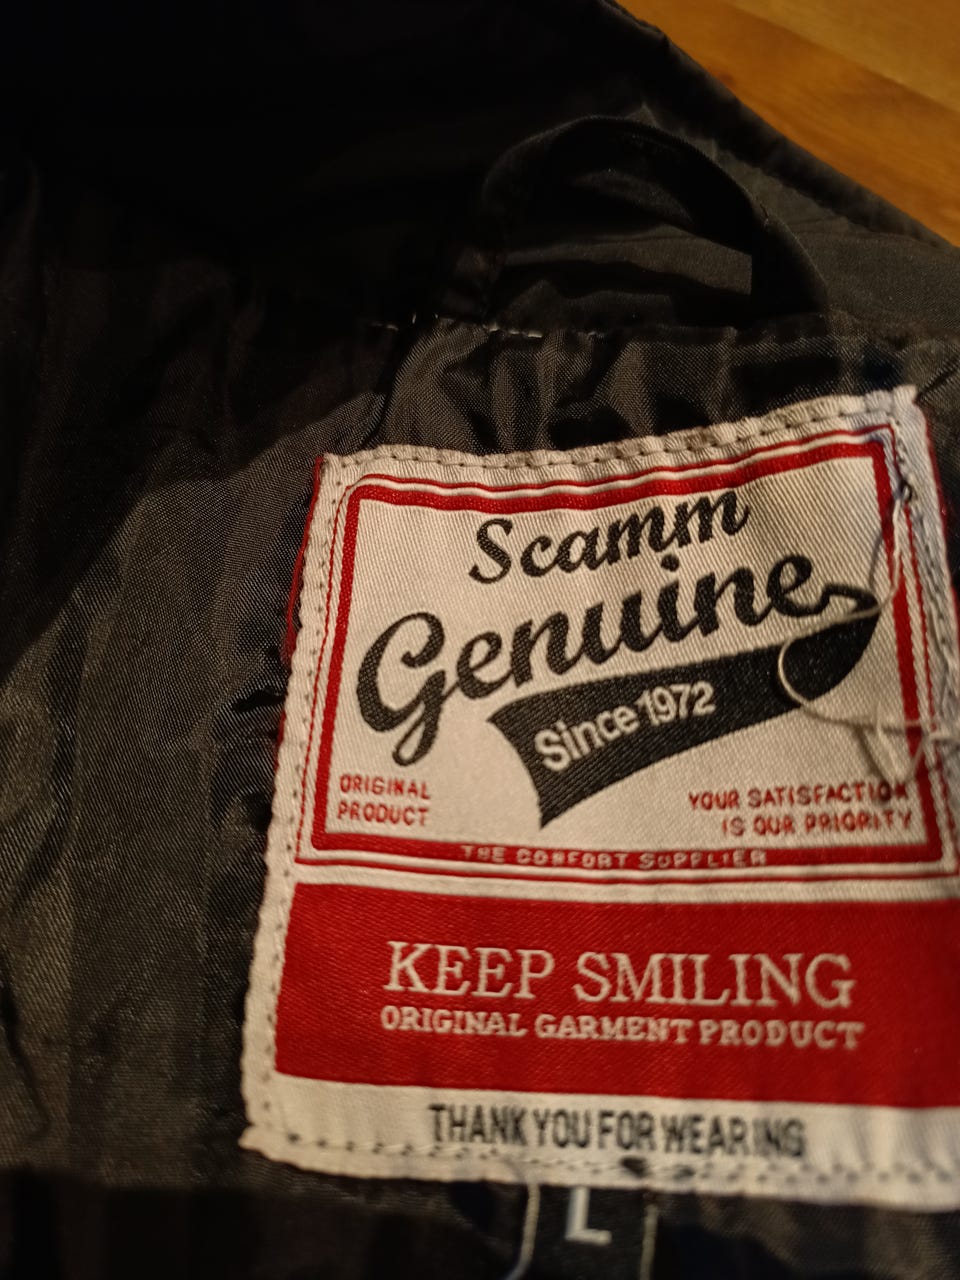 Scamm
Genuine
Since 1972
ORIGINAL
PRODUCT
YOUR SATISFACTION
IS OUR PRIORITY
THE COMFORT SUPPLIER
KEEP SMILING
ORIGINAL GARMENT PRODUCT
THANK YOU FOR WEARING
L